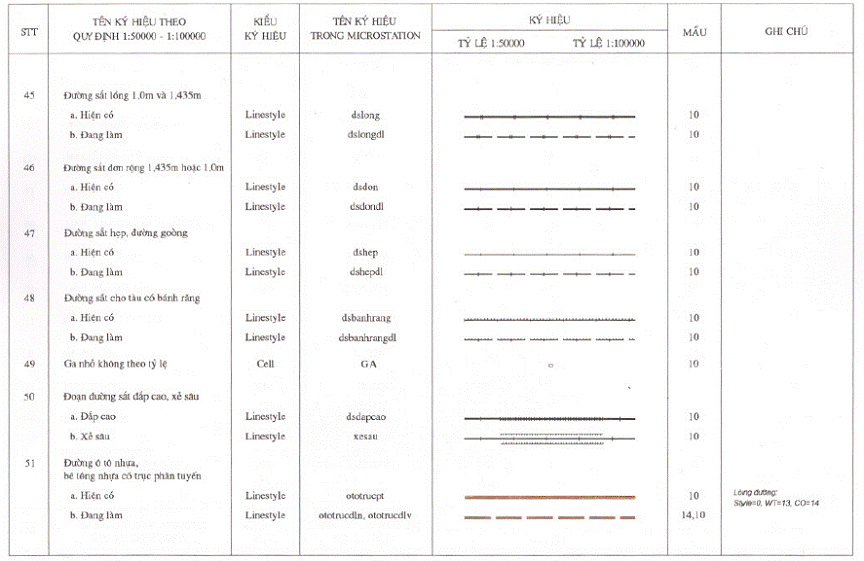 STT TÊN KÝ HIỆU THEO QUY ĐỊNH 1:50000 - 1:100000 KIỂU KÝ HIỆU TÊN KÝ HIỆU TRONG MICROSTATION KÝ HIỆU MẨU GHI CHÚ
TỶ LỆ 1:50000 TỶ LỆ 1:100000
45 Đường sắt lồng 1,0m và 1,435m
a. Hiện có Linestyle dslong 10
b. Đang làm Linestyle dslongdl 10
46 Đường sắt đơn rộng 1,435m hoặc 1,0m
a. Hiện có Linestyle dsdon 10
b. Đang làm Linestyle dsdondl 10
47 Đường sắt hẹp, đường goòng
a. Hiện có Linestyle dshep 10
b. Đang làm Linestyle dshepdl 10
48 Đường sắt cho tàu có bánh răng
a. Hiện có Linestyle dsbanhrang 10
b. Đang làm Linestyle dsbanhrangdl 10
49 Ga nhỏ không theo tỷ lệ Cell GA 10
50 Đoạn đường sắt đắp cao, xẻ sâu
a. Đắp cao Linestyle dsdapcao 10
b. Xẻ sâu Linestyle xesau 10
51 Đường ô tô nhựa,
bê tông nhựa có trục phân tuyến
a. Hiện có Linestyle ototrucpt 10 Lòng đường:
Style=0, WT=13, CO=14
b. Đang làm Linestyle ototrucdln, ototrucdlv 14,10